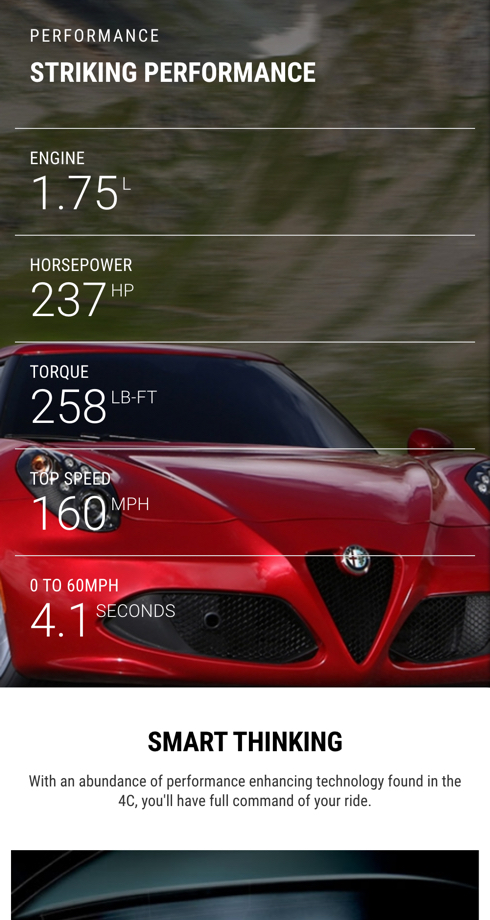 PERFORMANCE
STRIKING PERFORMANCE
ENGINE
1.75 L
HORSEPOWER
237 HP
TORQUE
258 LB-FT
TOP SPEED
160 MPH
0 TO 60MPH
4.1 SECONDS
SMART THINKING
With an abundance of performance enhancing technology found in the
4C, you'll have full command of your ride.